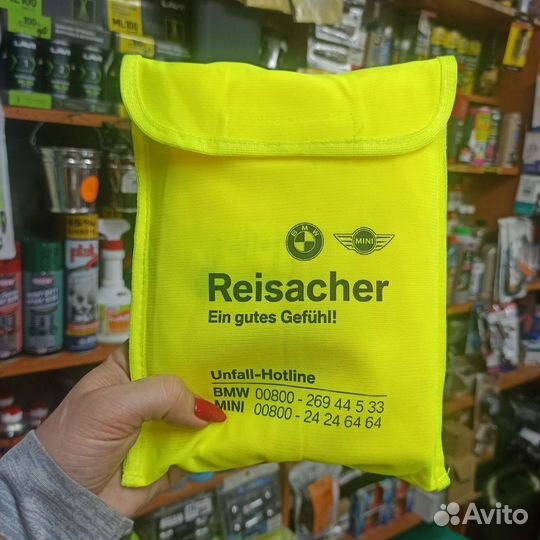 BMW
MINI
Reisacher
Ein gutes Gefühl!
Unfall-Hotline
BMW 00800 - 269 44 5 33
MINI 00800 - 24 24 64 64
Avito